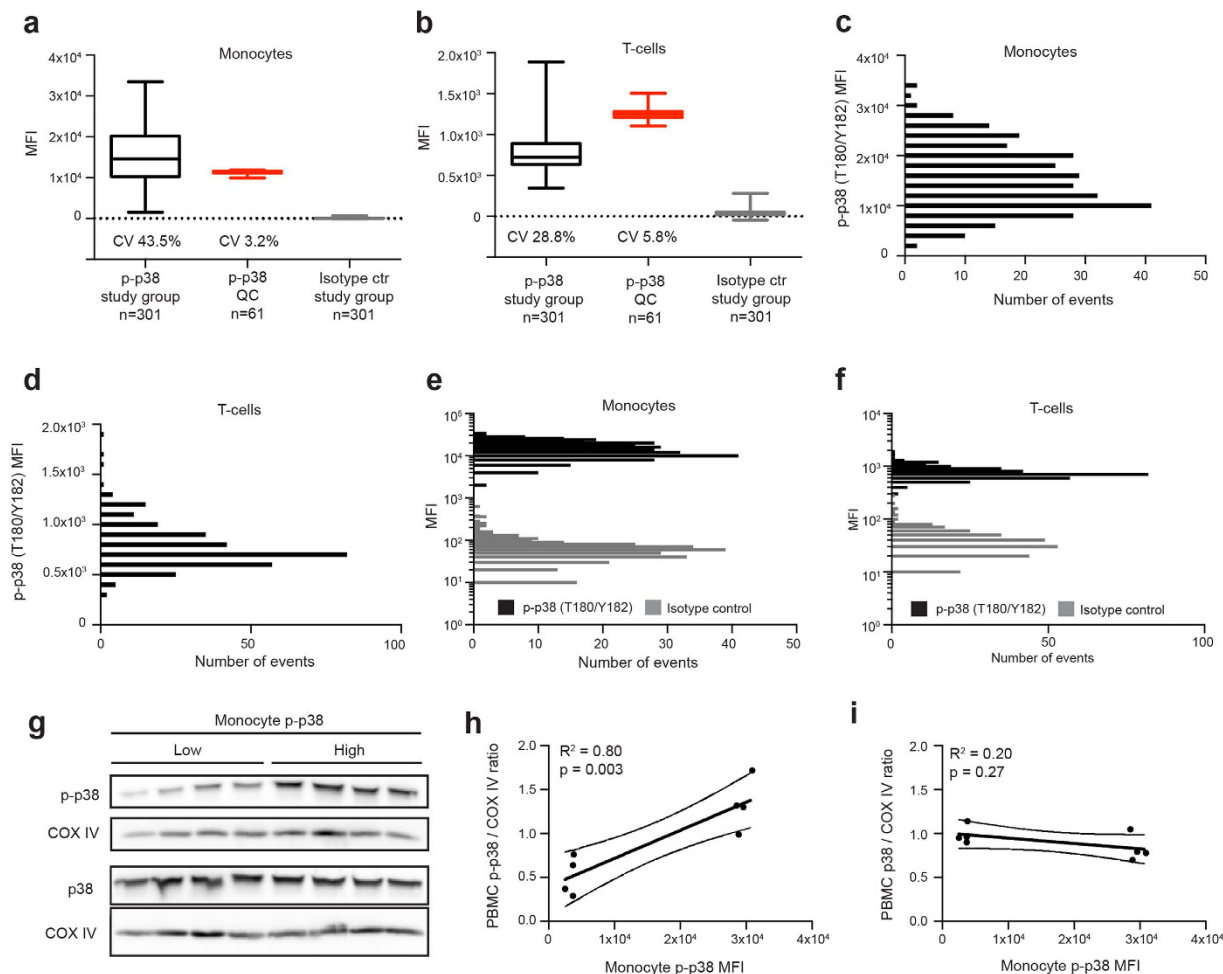 a
Monocytes
MFI
4x10⁴
3x10⁴
2x10⁴
1x10⁴
0
CV 43.5%
CV 3.2%
p-p38
study group
n=301
p-p38
QC
n=61
Isotype ctr
study group
n=301
b
T-cells
MFI
2.0x10³
1.5x10³
1.0x10³
0.5x10³
0
CV 28.8%
CV 5.8%
p-p38
study group
n=301
p-p38
QC
n=61
Isotype ctr
study group
n=301
c
Monocytes
p-p38 (T180/Y182) MFI
4x10⁴
3x10⁴
2x10⁴
1x10⁴
0
0 10 20 30 40 50
Number of events
d
T-cells
p-p38 (T180/Y182) MFI
2.0x10³
1.5x10³
1.0x10³
0.5x10³
0
0 50 100
Number of events
e
Monocytes
MFI
10⁵
10⁴
10³
10²
10¹
10⁰
p-p38 (T180/Y182) Isotype control
0 10 20 30 40 50
Number of events
f
T-cells
MFI
10⁴
10³
10²
10¹
10⁰
p-p38 (T180/Y182) Isotype control
0 50 100
Number of events
g
Monocyte p-p38
Low High
p-p38
COX IV
p38
COX IV
h
R² = 0.80
p = 0.003
PBMC p-p38 / COX IV ratio
2.0
1.5
1.0
0.5
0.0
0 1x10⁴ 2x10⁴ 3x10⁴ 4x10⁴
Monocyte p-p38 MFI
i
R² = 0.20
p = 0.27
PBMC p38 / COX IV ratio
2.0
1.5
1.0
0.5
0.0
0 1x10⁴ 2x10⁴ 3x10⁴ 4x10⁴
Monocyte p-p38 MFI